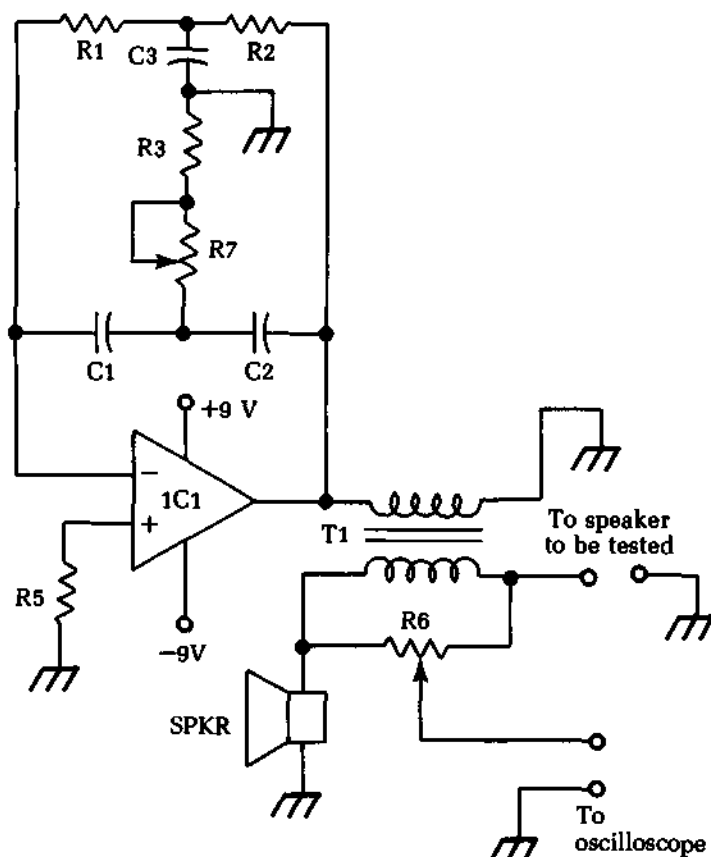 R1
C3
R2
R3
R7
C1
C2
+9 V
−
1C1
+
T1
To speaker
to be tested
R5
R6
−9V
SPKR
To
oscilloscope